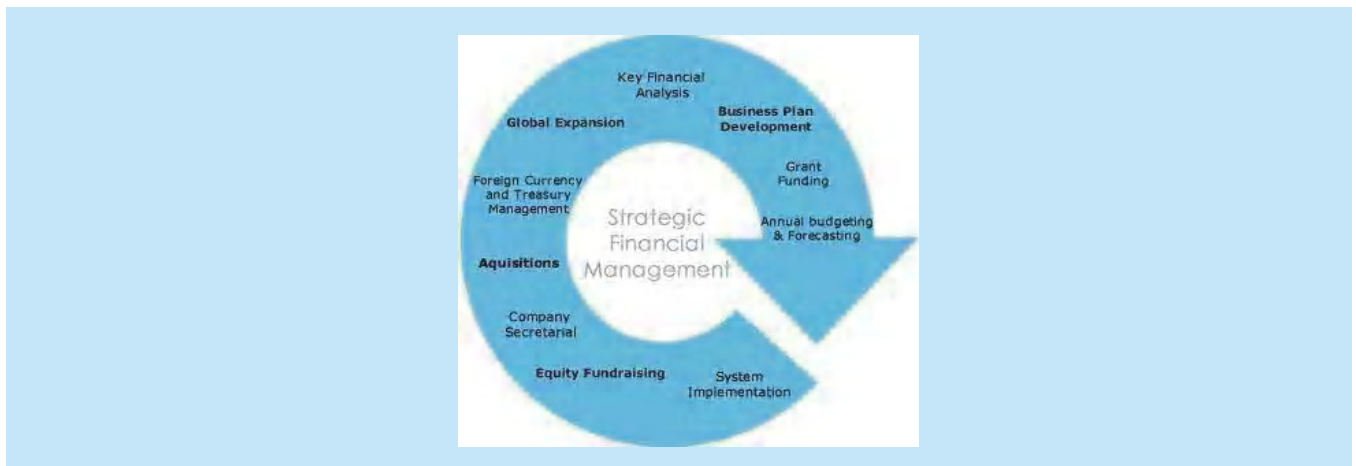 Key Financial
Analysis
Business Plan
Development
Grant
Funding
Annual budgeting
& Forecasting
Global Expansion
Foreign Currency
and Treasury
Management
Aquisitions
Company
Secretarial
Equity Fundraising
System
Implementation
Strategic
Financial
Management